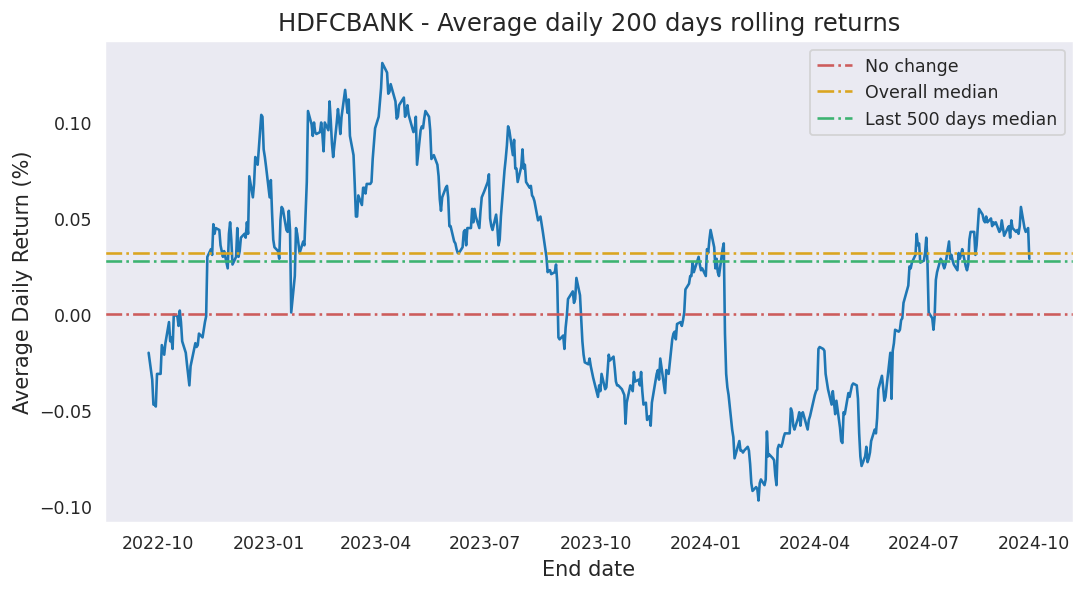 HDFCBANK - Average daily 200 days rolling returns
No change
Overall median
Last 500 days median
Average Daily Return (%)
0.10
0.05
0.00
−0.05
−0.10
2022-10 2023-01 2023-04 2023-07 2023-10 2024-01 2024-04 2024-07 2024-10
End date